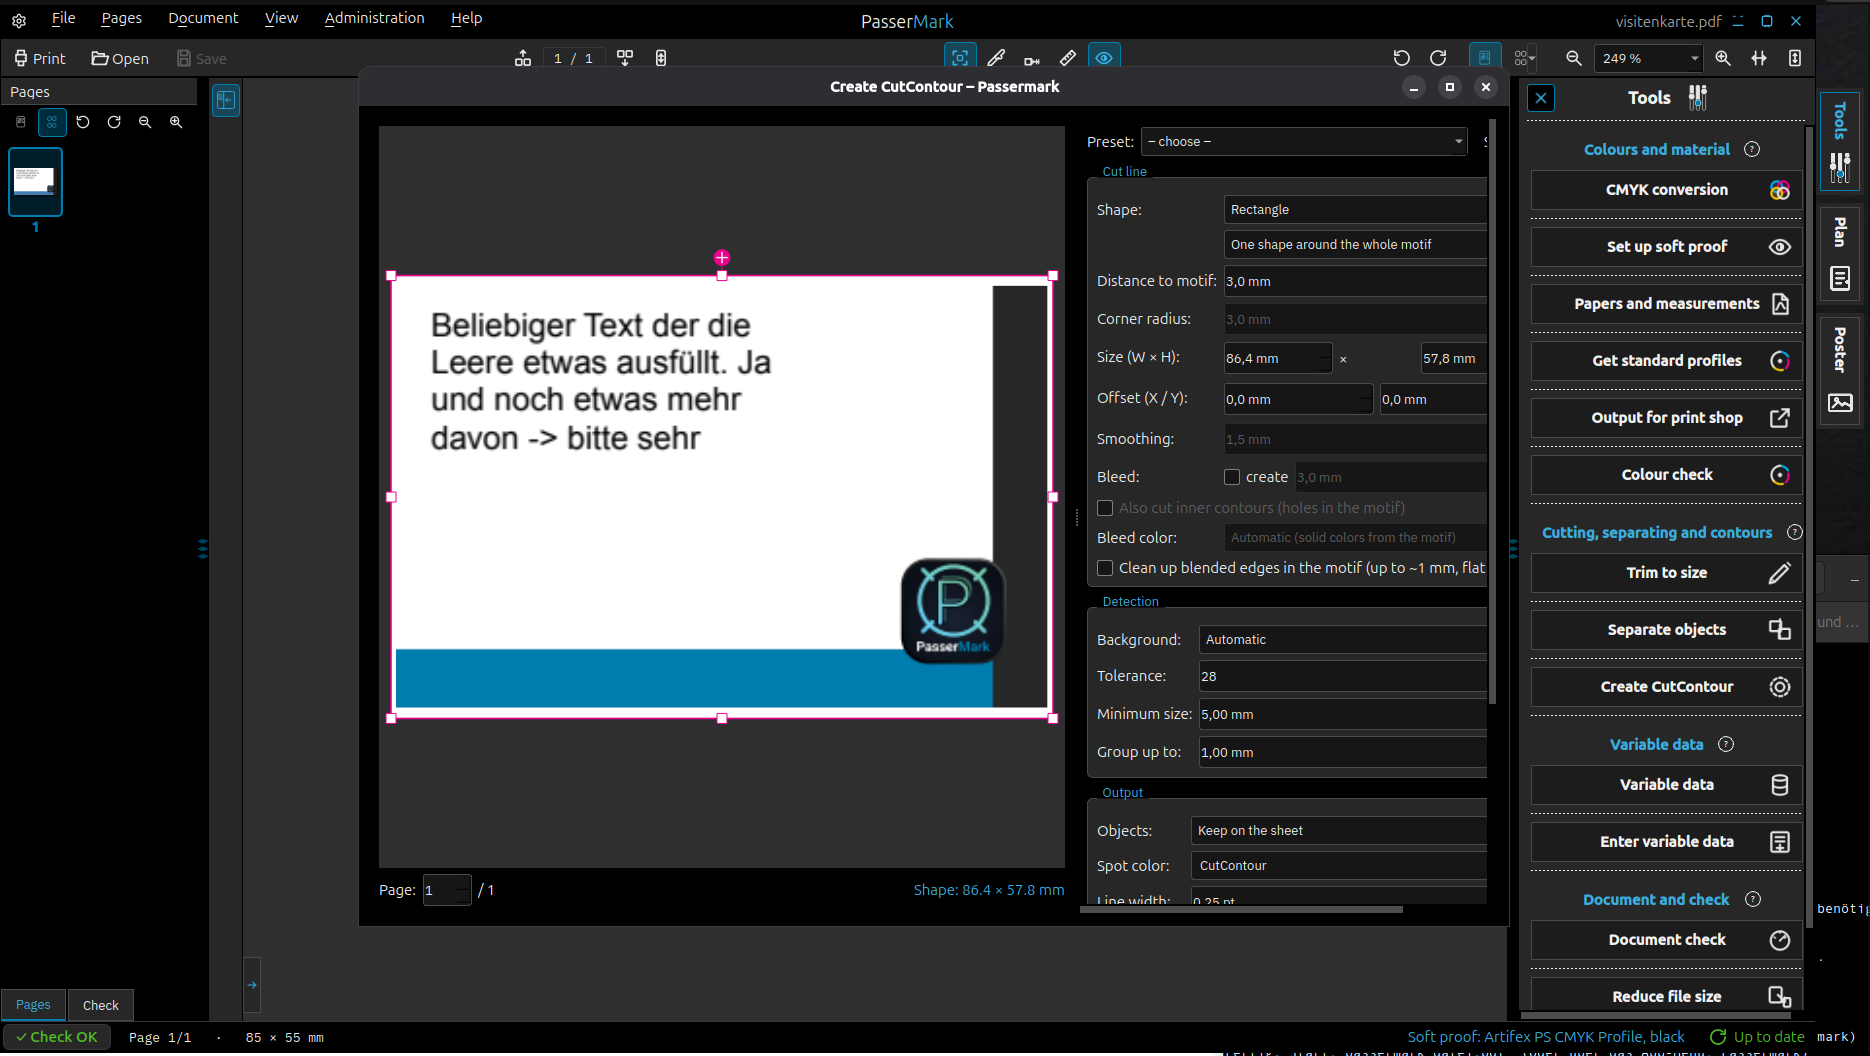 File Pages Document View Administration Help
PasserMark
visitenkarte.pdf
Print Open Save
1 / 1
249 %
Pages
1
Create CutContour – Passermark
Beliebiger Text der die
Leere etwas ausfüllt. Ja
und noch etwas mehr
davon -> bitte sehr
PasserMark
Page: 1 / 1
Shape: 86.4 × 57.8 mm
Preset: – choose –
Cut line
Shape: Rectangle
One shape around the whole motif
Distance to motif: 3,0 mm
Corner radius: 3,0 mm
Size (W × H): 86,4 mm × 57,8 mm
Offset (X / Y): 0,0 mm 0,0 mm
Smoothing: 1,5 mm
Bleed: create 3,0 mm
Also cut inner contours (holes in the motif)
Bleed color: Automatic (solid colors from the motif)
Clean up blended edges in the motif (up to ~1 mm, flat
Detection
Background: Automatic
Tolerance: 28
Minimum size: 5,00 mm
Group up to: 1,00 mm
Output
Objects: Keep on the sheet
Spot color: CutContour
Line width: 0,25 pt
Tools
Colours and material ?
CMYK conversion
Set up soft proof
Papers and measurements
Get standard profiles
Output for print shop
Colour check
Cutting, separating and contours ?
Trim to size
Separate objects
Create CutContour
Variable data ?
Variable data
Enter variable data
Document and check ?
Document check
Reduce file size
Tools
Plan
Poster
und ...
benötig
.
Pages Check
Check OK Page 1/1 · 85 × 55 mm
Soft proof: Artifex PS CMYK Profile, black Up to date
mark)